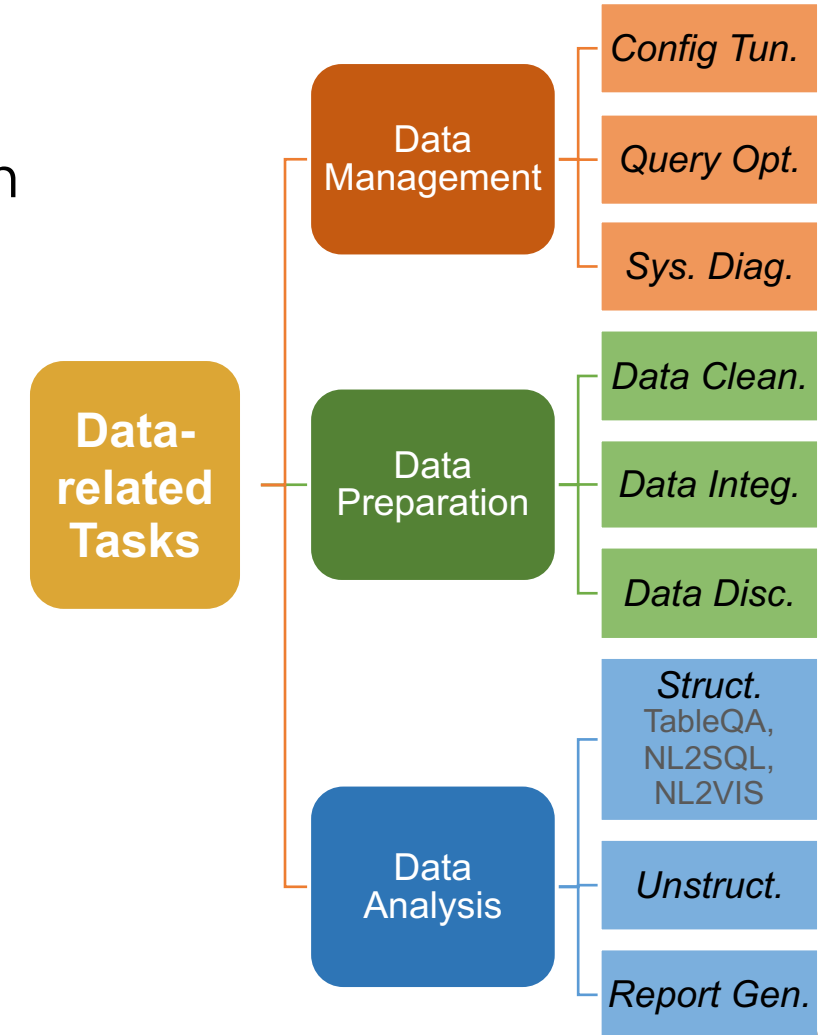 n
Data-
related
Tasks
Data
Management
Config Tun.
Query Opt.
Sys. Diag.
Data
Preparation
Data Clean.
Data Integ.
Data Disc.
Data
Analysis
Struct.
TableQA,
NL2SQL,
NL2VIS
Unstruct.
Report Gen.